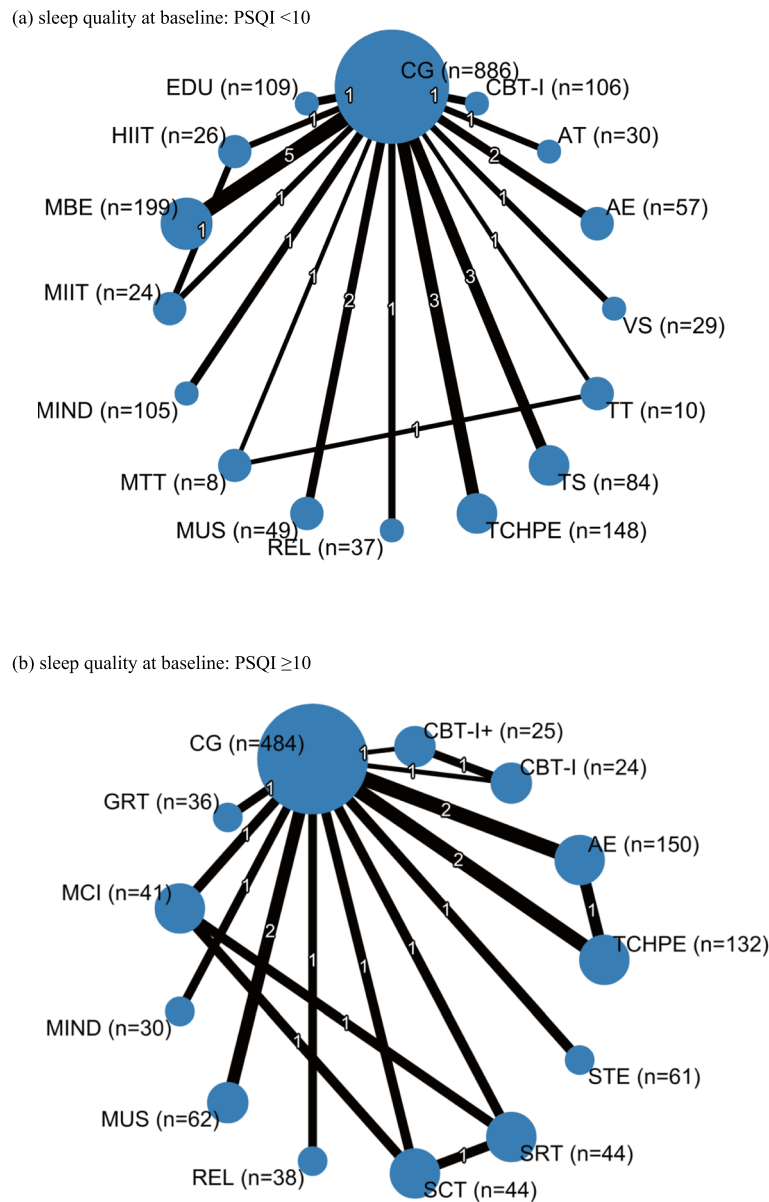 (a) sleep quality at baseline: PSQI <10
CG (n=886)
EDU (n=109)
1
1
CBT-I (n=106)
HIIT (n=26)
1
1
AT (n=30)
5
2
MBE (n=199)
1
1
1
AE (n=57)
1
1
MIIT (n=24)
1
3
2
1
3
VS (n=29)
MIND (n=105)
TT (n=10)
1
MTT (n=8)
TS (n=84)
MUS (n=49)
TCHPE (n=148)
REL (n=37)
(b) sleep quality at baseline: PSQI ≥10
CBT-I+ (n=25)
CG (n=484)
1
1
1
CBT-I (n=24)
1
GRT (n=36)
2
1
AE (n=150)
2
MCI (n=41)
1
1
1
2
TCHPE (n=132)
1
1
1
MIND (n=30)
1
1
STE (n=61)
MUS (n=62)
1
SRT (n=44)
REL (n=38)
SCT (n=44)